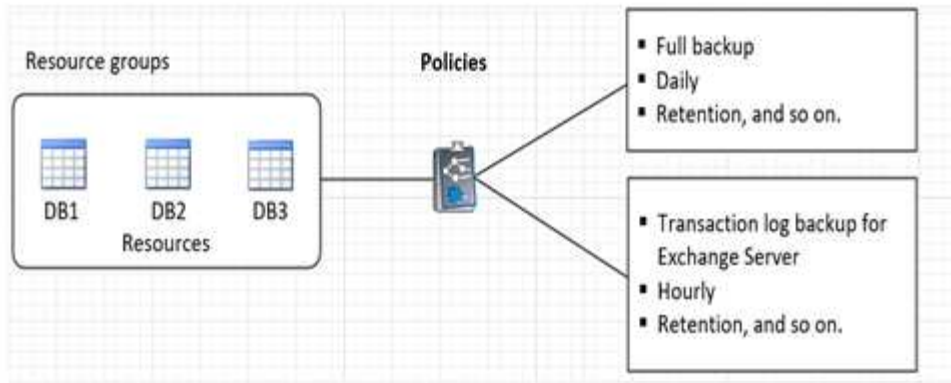 Resource groups
DB1
DB2
DB3
Resources
Policies
▪ Full backup
▪ Daily
▪ Retention, and so on.
▪ Transaction log backup for
Exchange Server
▪ Hourly
▪ Retention, and so on.